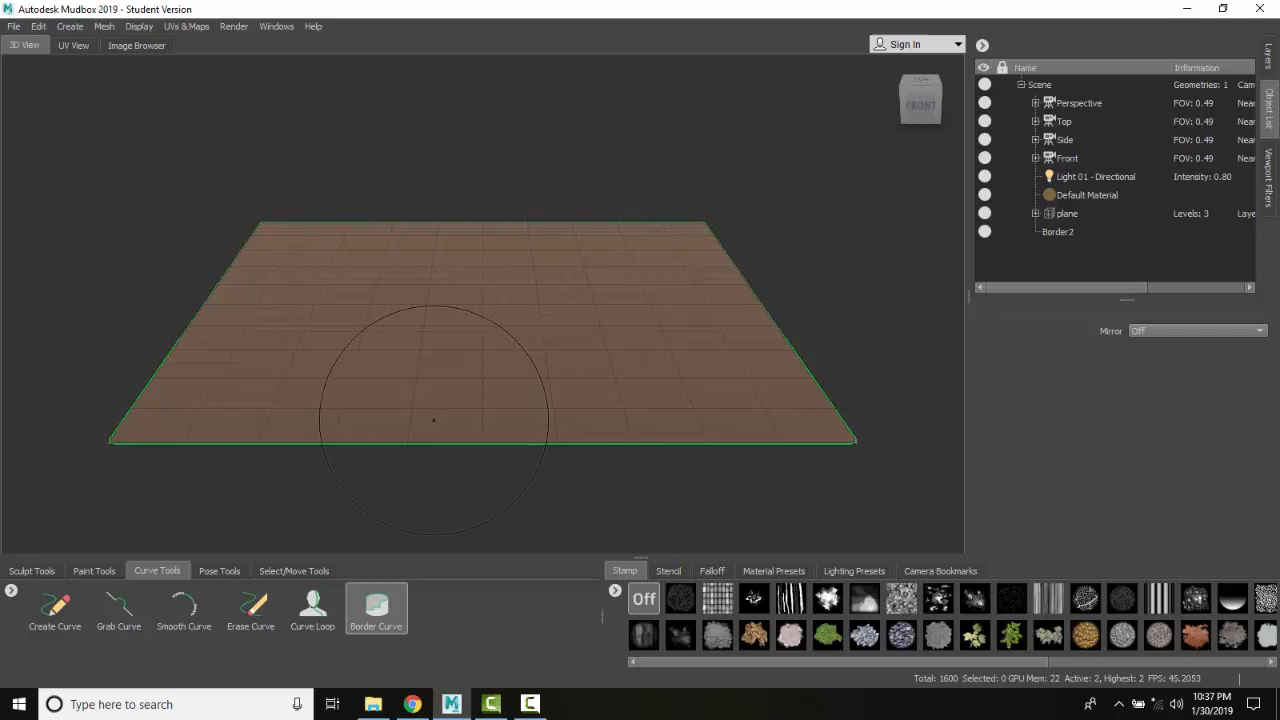 Autodesk Mudbox 2019 - Student Version
File Edit Create Mesh Display UVs & Maps Render Windows Help
3D View UV View Image Browser
Sign In
FRONT
Name Information
Scene Geometries: 1 Cam
Perspective FOV: 0.49 Near
Top FOV: 0.49 Near
Side FOV: 0.49 Near
Front FOV: 0.49 Near
Light 01 - Directional Intensity: 0.80
Default Material
plane Levels: 3 Laye
Border2
Layers
Object List
Viewport Filters
Mirror Off
Sculpt Tools Paint Tools Curve Tools Pose Tools Select/Move Tools
Create Curve Grab Curve Smooth Curve Erase Curve Curve Loop Border Curve
Stamp Stencil Falloff Material Presets Lighting Presets Camera Bookmarks
Off
Total: 1600 Selected: 0 GPU Mem: 22 Active: 2, Highest: 2 FPS: 45.2053
Type here to search
10:37 PM
1/30/2019